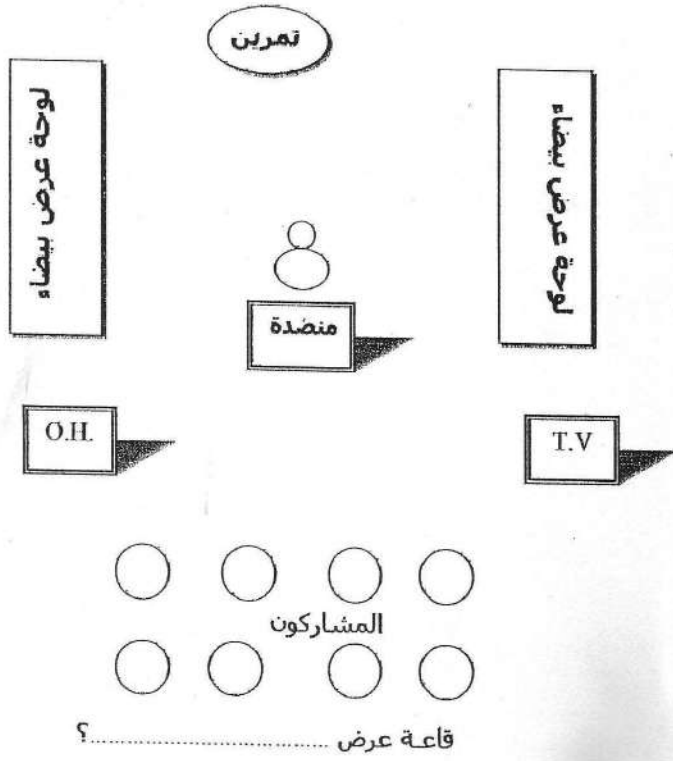 تمرين
لوحة عرض بيضاء
لوحة عرض بيضاء
منضدة
O.H.
T.V
المشاركون
قاعة عرض ..............................؟